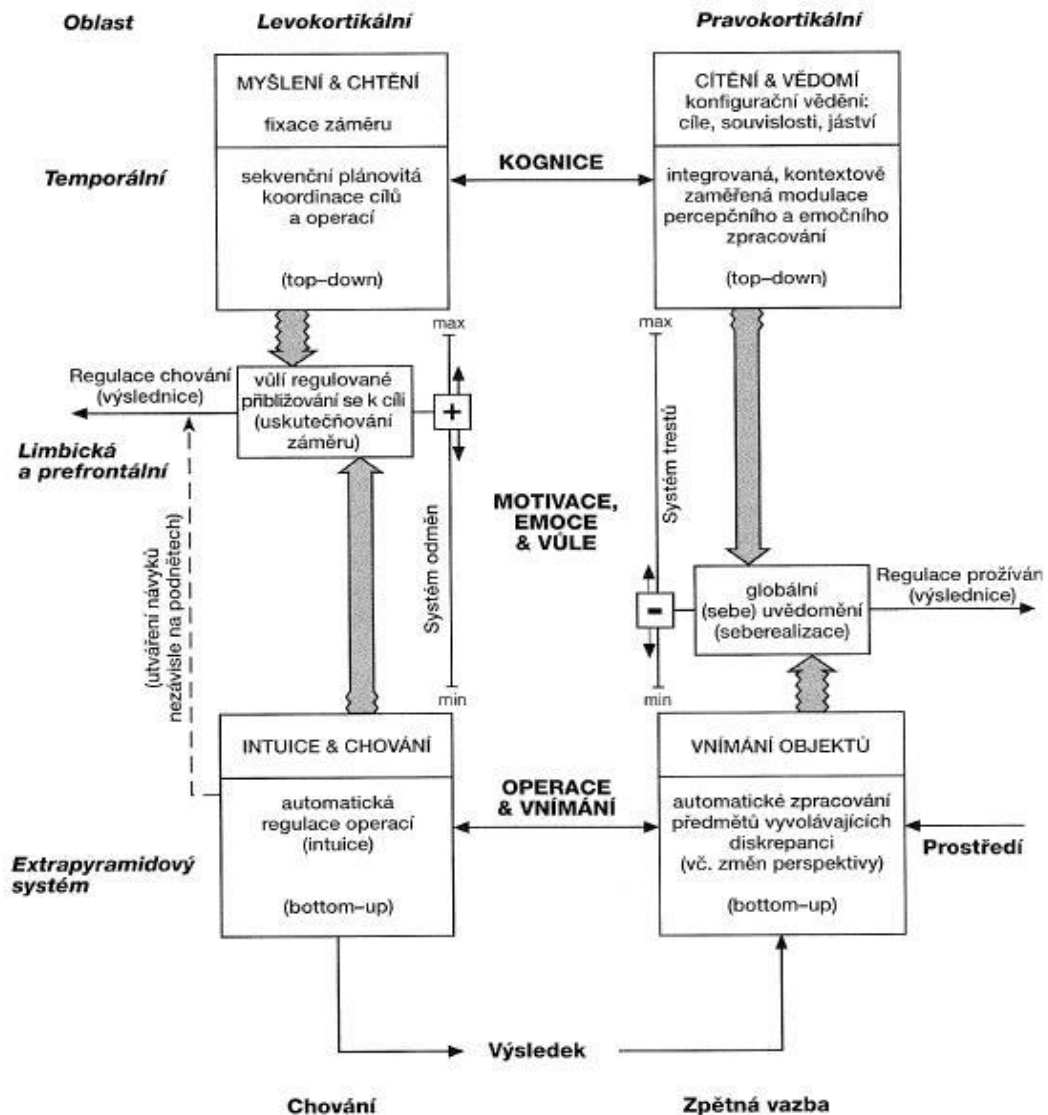 Oblast
Levokortikální
Pravokortikální
MYŠLENÍ & CHTĚNÍ
fixace záměru
CÍTĚNÍ & VĚDOMÍ
konfigurační vědění:
cíle, souvislosti, jáství
Temporální
sekvenční plánovitá
koordinace cílů
a operací
(top–down)
KOGNICE
integrovaná, kontextově
zaměřená modulace
percepčního a emočního
zpracování
(top–down)
max
max
Regulace chování
(výslednice)
vůlí regulované
přibližování se k cíli
(uskutečňování
záměru)
+
Limbická
a prefrontální
(utváření návyků
nezávisle na podnětech)
Systém odměn
MOTIVACE,
EMOCE
& VŮLE
Systém trestů
-
globální
(sebe) uvědomění
(seberealizace)
Regulace prožíván
(výslednice)
min
min
INTUICE & CHOVÁNÍ
VNÍMÁNÍ OBJEKTŮ
Extrapyramidový
systém
automatická
regulace operací
(intuice)
(bottom–up)
OPERACE
& VNÍMÁNÍ
automatické zpracování
předmětů vyvolávajících
diskrepanci
(vč. změn perspektivy)
(bottom–up)
Prostředí
Výsledek
Chování
Zpětná vazba